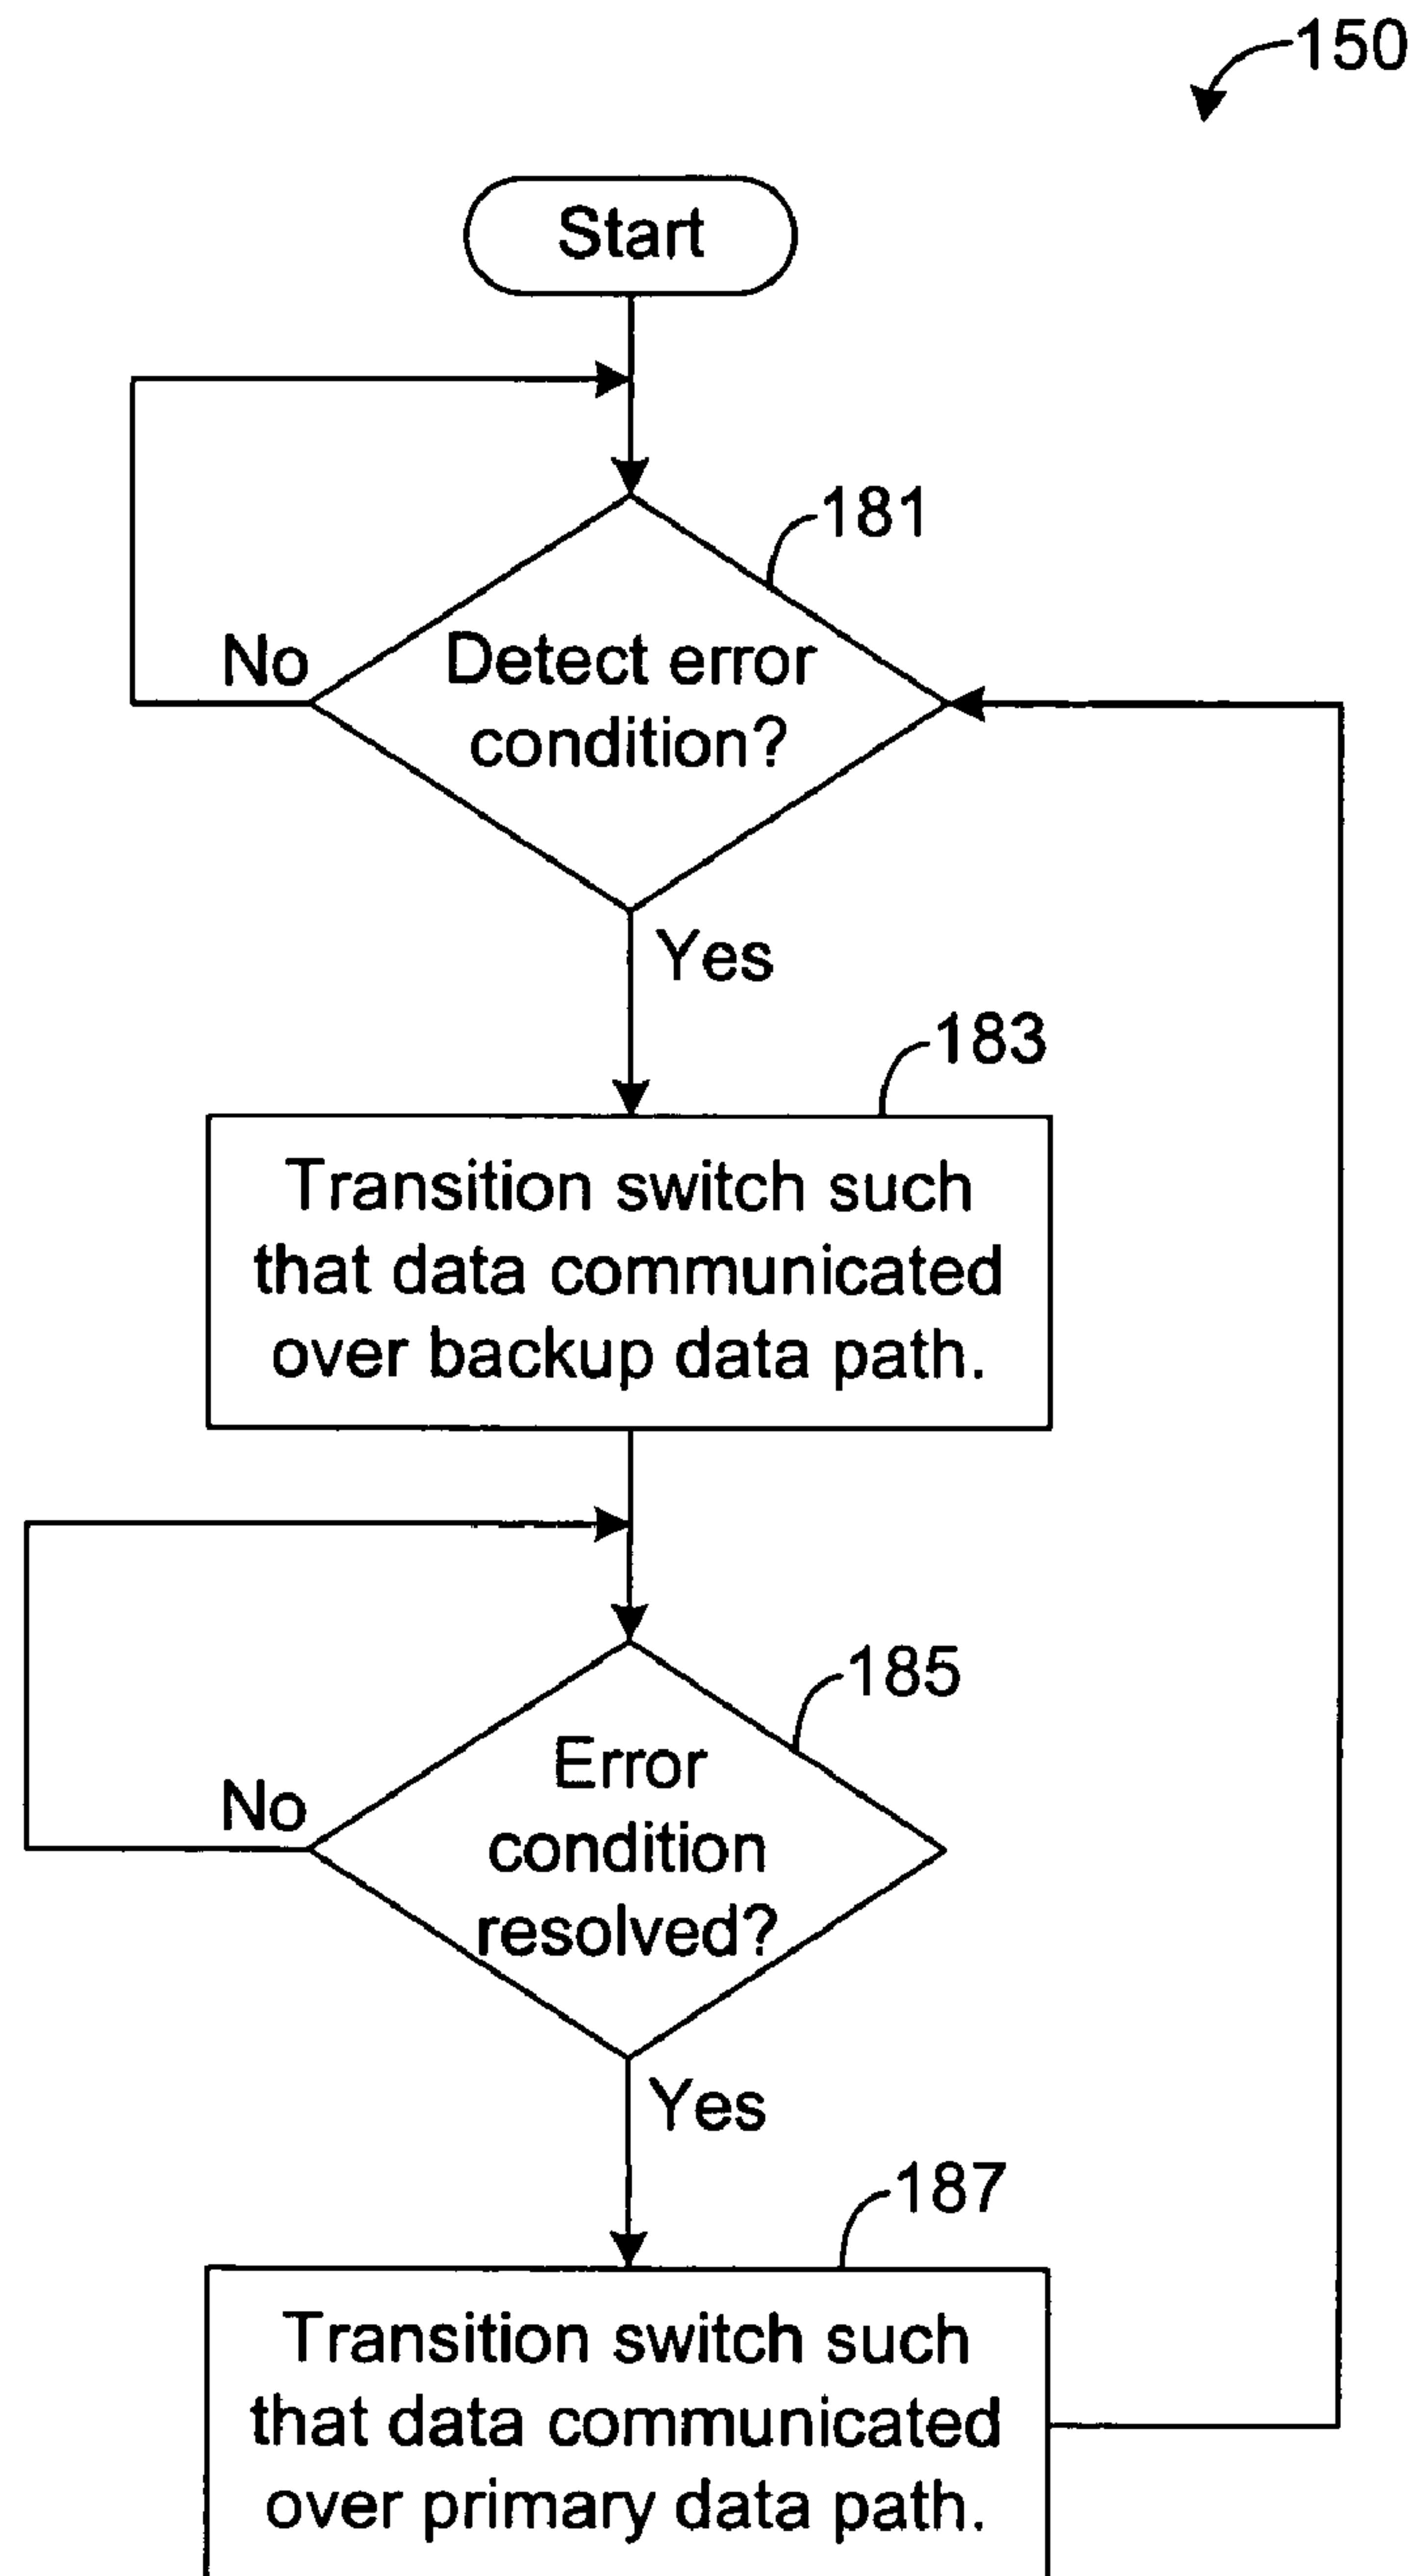 150
Start
181
No
Detect error
condition?
Yes
183
Transition switch such
that data communicated
over backup data path.
185
No
Error
condition
resolved?
Yes
187
Transition switch such
that data communicated
over primary data path.